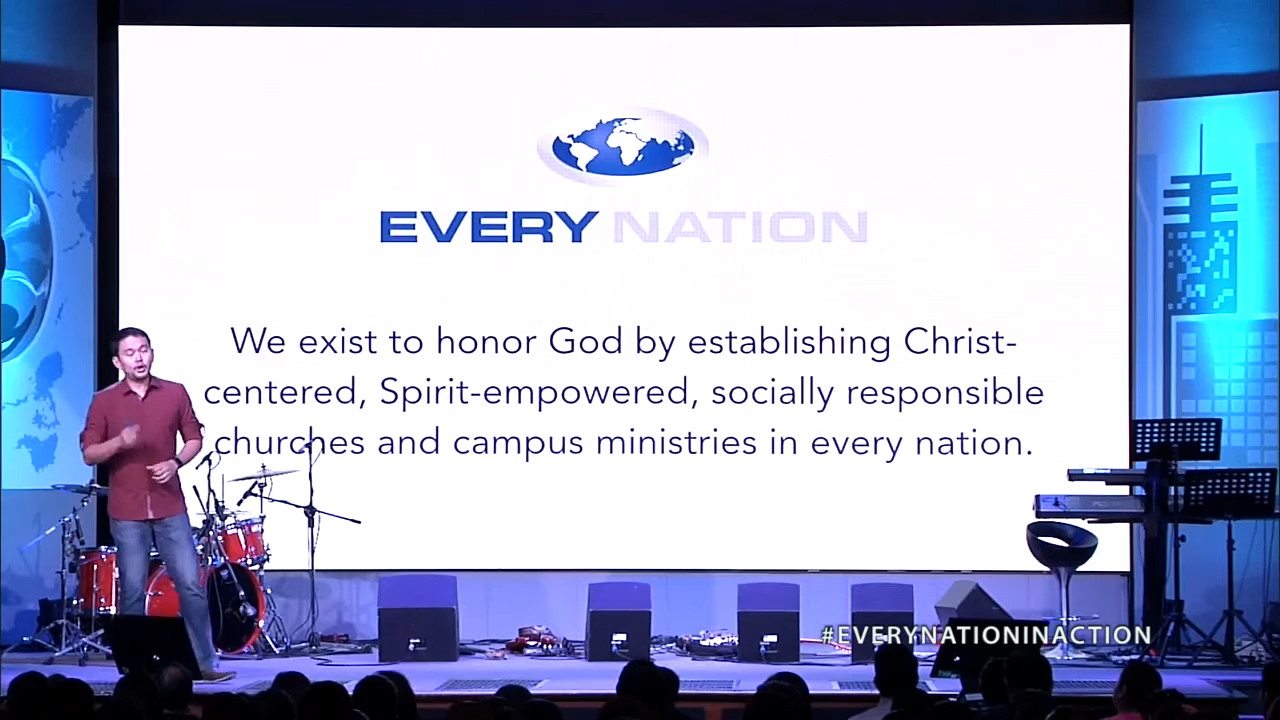 EVERY NATION
We exist to honor God by establishing Christ-
centered, Spirit-empowered, socially responsible
churches and campus ministries in every nation.
#EVERYNATIONINACTION